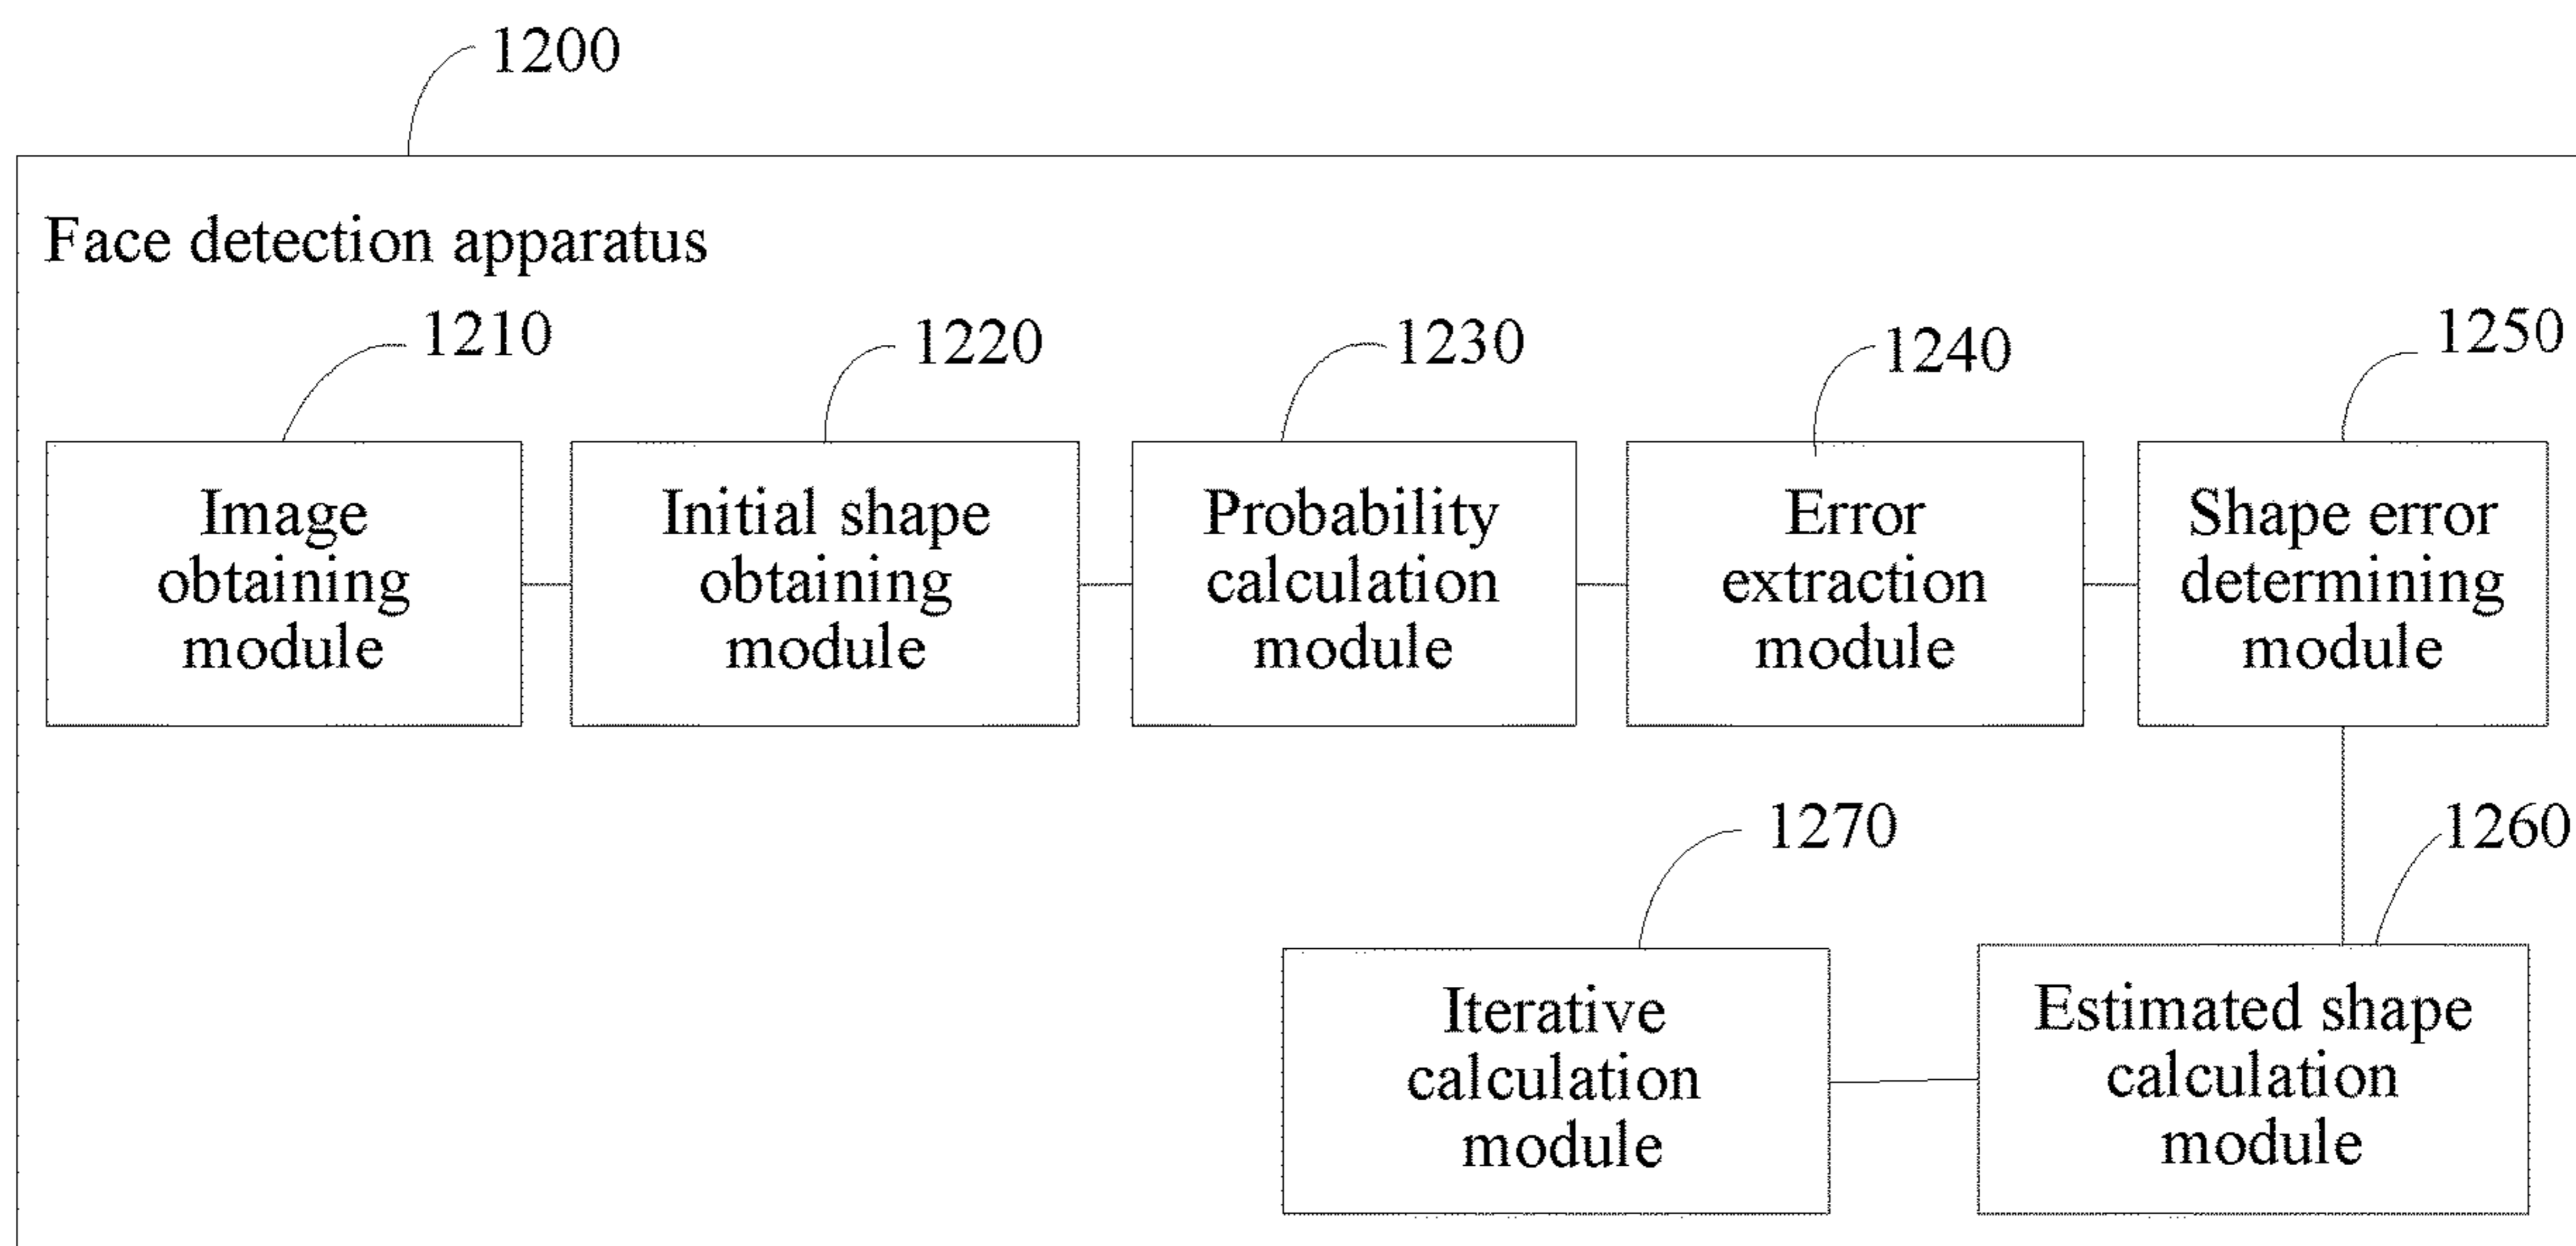 1200
Face detection apparatus
1210
1220
1230
1240
1250
Image
obtaining
module
Initial shape
obtaining
module
Probability
calculation
module
Error
extraction
module
Shape error
determining
module
1270
1260
Iterative
calculation
module
Estimated shape
calculation
module